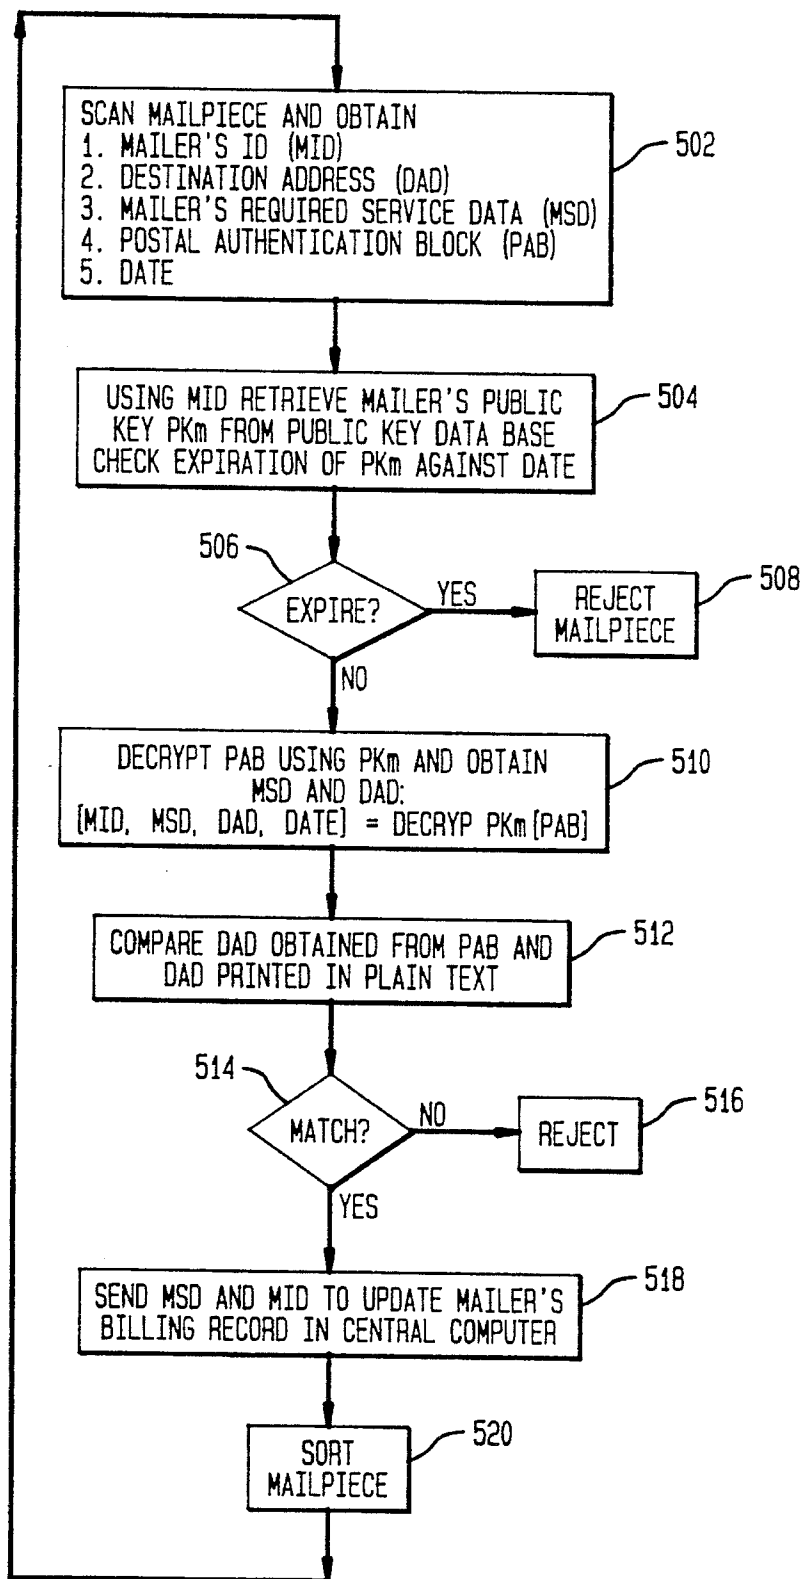 SCAN MAILPIECE AND OBTAIN
1. MAILER'S ID (MID)
2. DESTINATION ADDRESS (DAD)
3. MAILER'S REQUIRED SERVICE DATA (MSD)
4. POSTAL AUTHENTICATION BLOCK (PAB)
5. DATE
502
USING MID RETRIEVE MAILER'S PUBLIC
KEY PKm FROM PUBLIC KEY DATA BASE
CHECK EXPIRATION OF PKm AGAINST DATE
504
506
EXPIRE?
YES
REJECT
MAILPIECE
508
NO
DECRYPT PAB USING PKm AND OBTAIN
MSD AND DAD:
[MID, MSD, DAD, DATE] = DECRYP PKm[PAB]
510
COMPARE DAD OBTAINED FROM PAB AND
DAD PRINTED IN PLAIN TEXT
512
514
MATCH?
NO
REJECT
516
YES
SEND MSD AND MID TO UPDATE MAILER'S
BILLING RECORD IN CENTRAL COMPUTER
518
SORT
MAILPIECE
520